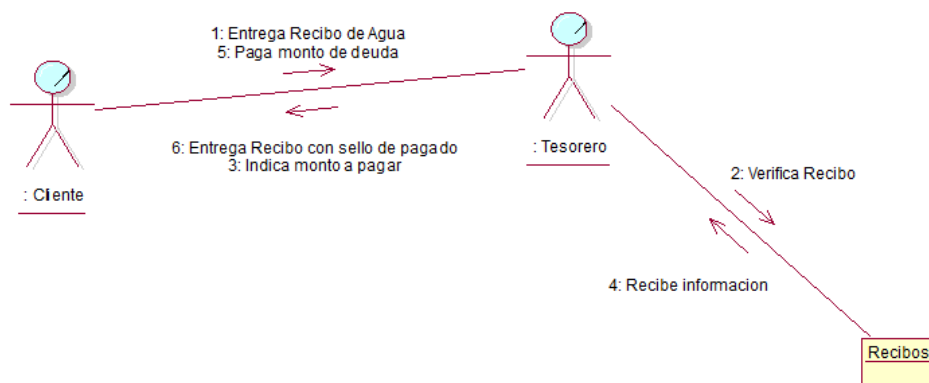 1: Entrega Recibo de Agua
5: Paga monto de deuda
6: Entrega Recibo con sello de pagado
3: Indica monto a pagar
: Cliente
: Tesorero
2: Verifica Recibo
4: Recibe informacion
Recibos